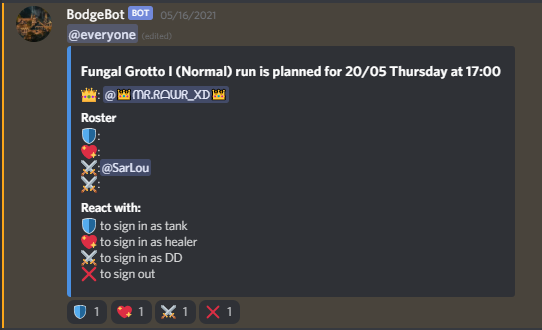 BodgeBot BOT 05/16/2021
@everyone (edited)
Fungal Grotto I (Normal) run is planned for 20/05 Thursday at 17:00
👑: @👑ᗰᖇ.ᖇᗩᗯᖇ_᙭ᗪ👑
Roster
🛡️:
💖:
⚔️:@SarLou
⚔️:
React with:
🛡️ to sign in as tank
💖 to sign in as healer
⚔️ to sign in as DD
❌ to sign out
🛡️ 1 💖 1 ⚔️ 1 ❌ 1